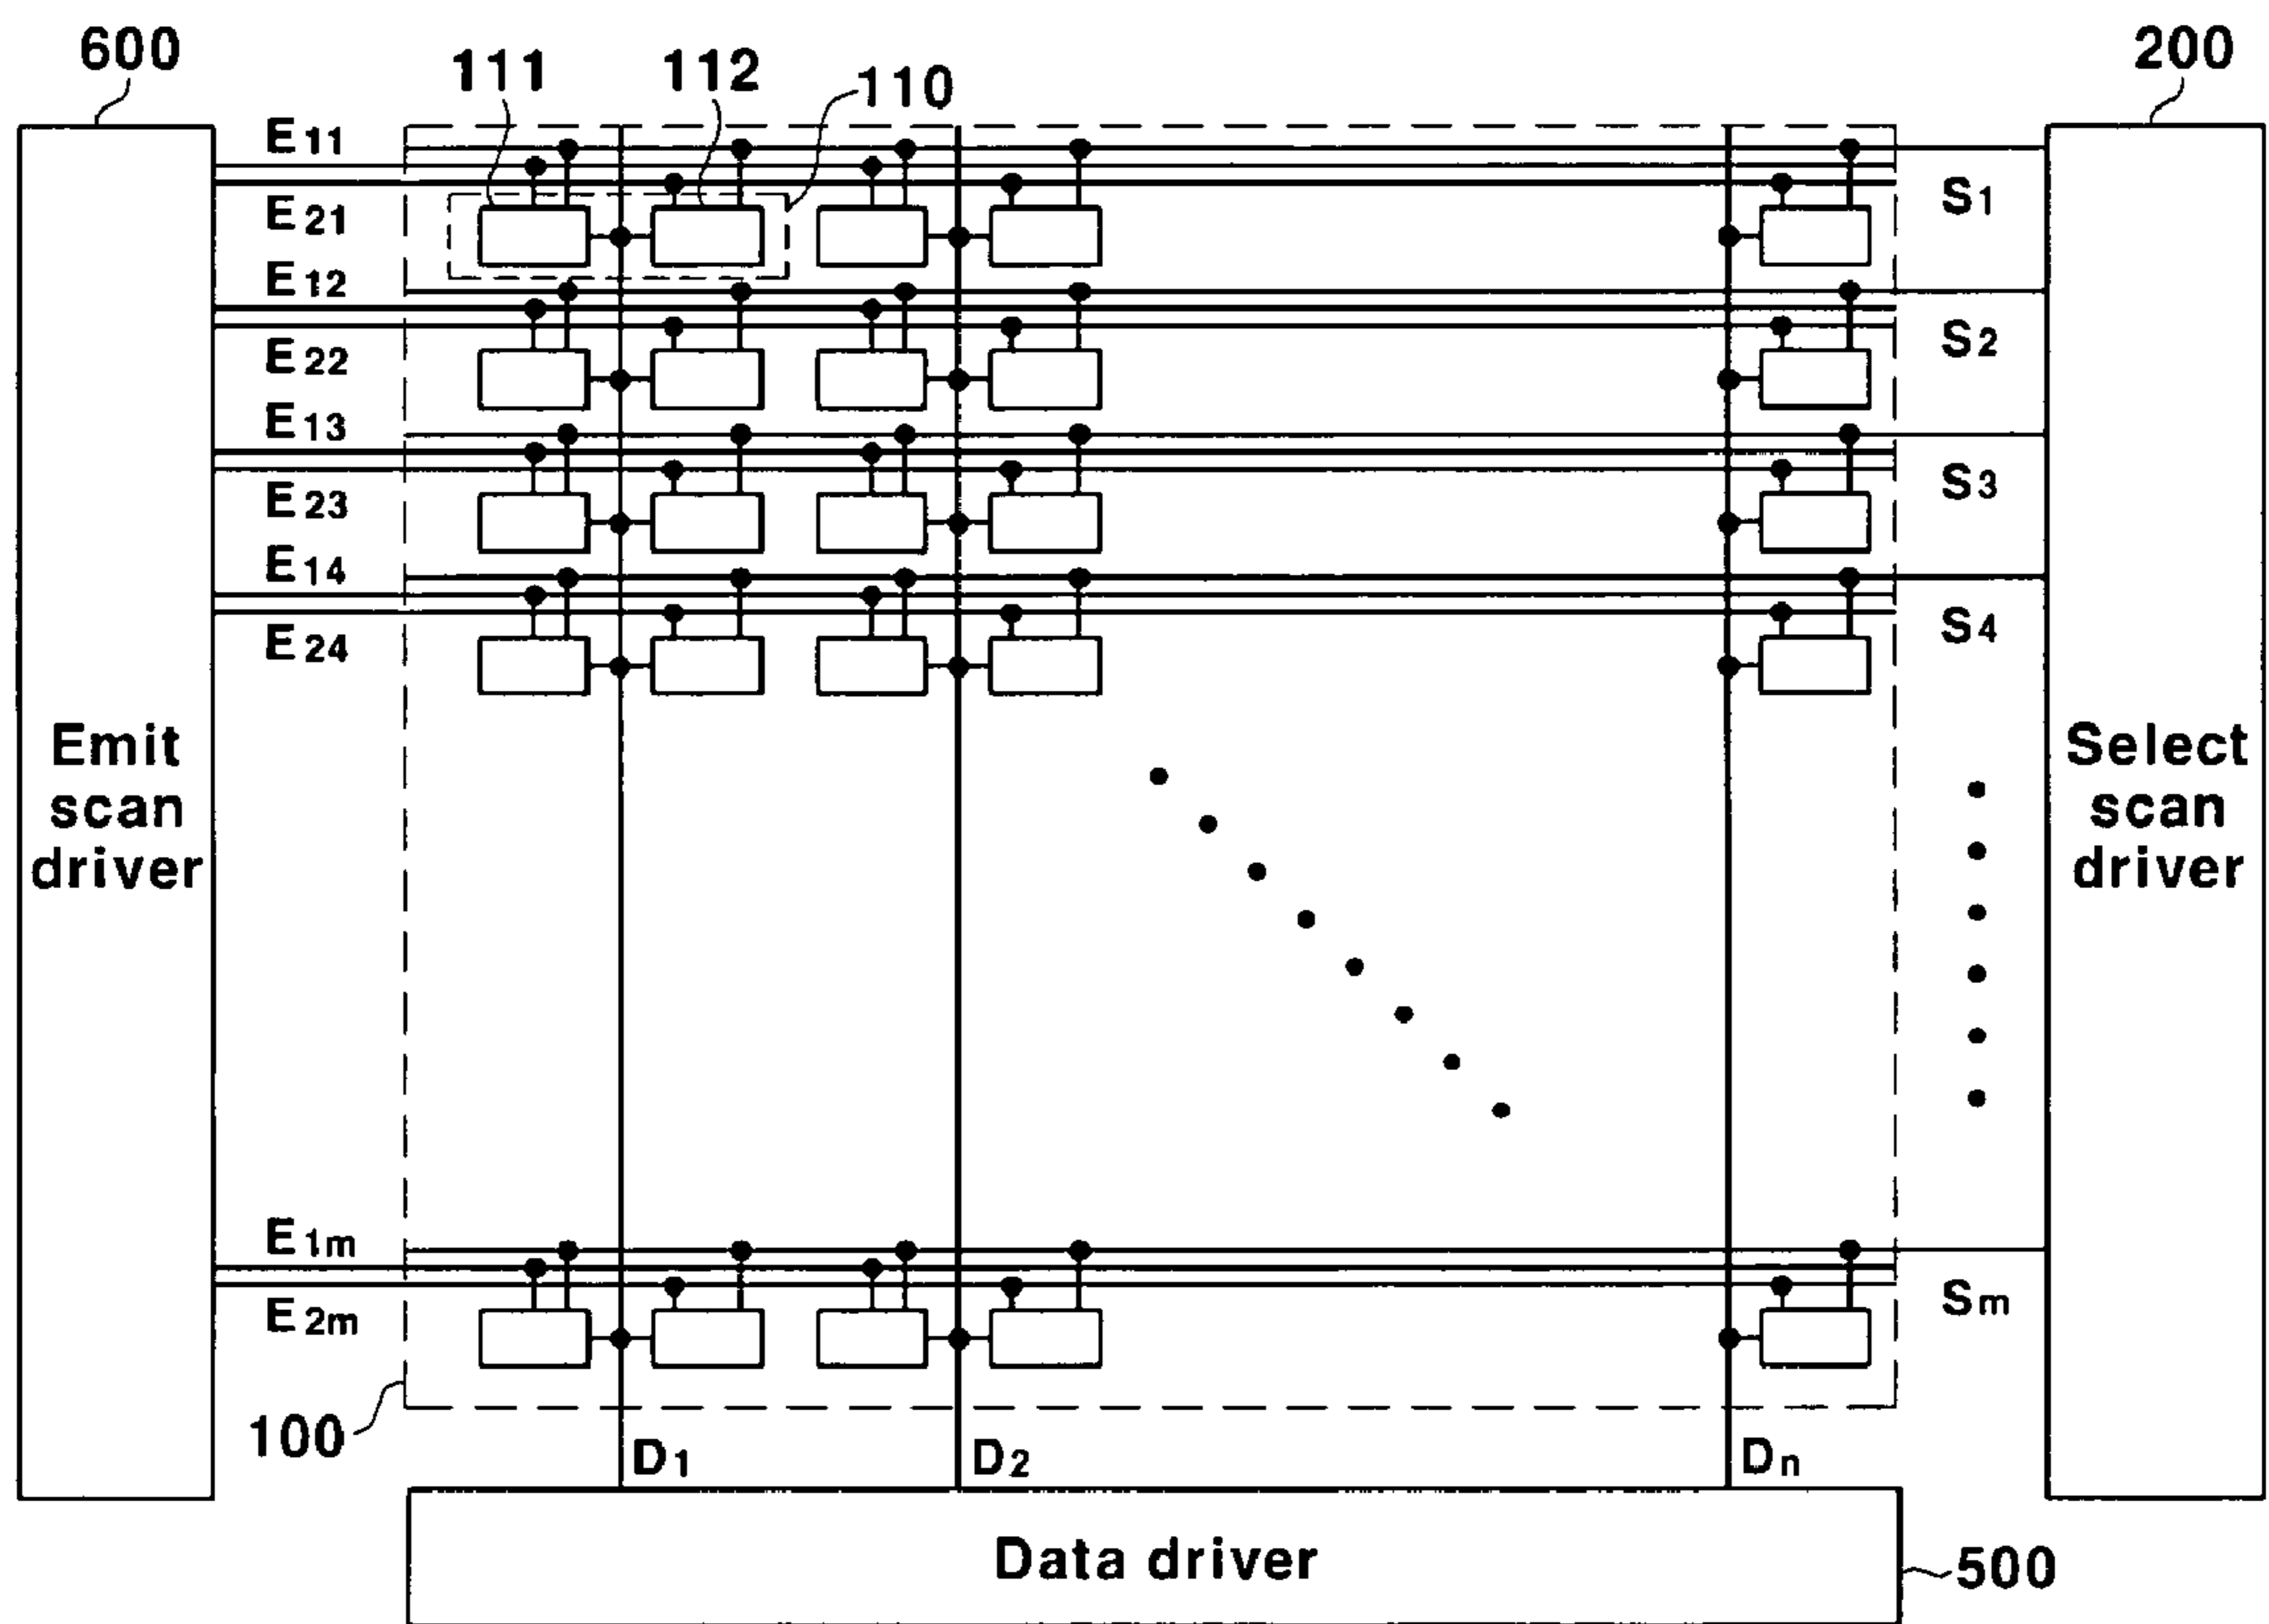 600
111
112
110
200
E11
E21
S1
E12
E22
S2
E13
E23
S3
E14
E24
S4
Emit
scan
driver
Select
scan
driver
E1m
E2m
Sm
100
D1
D2
Dn
Data driver
500